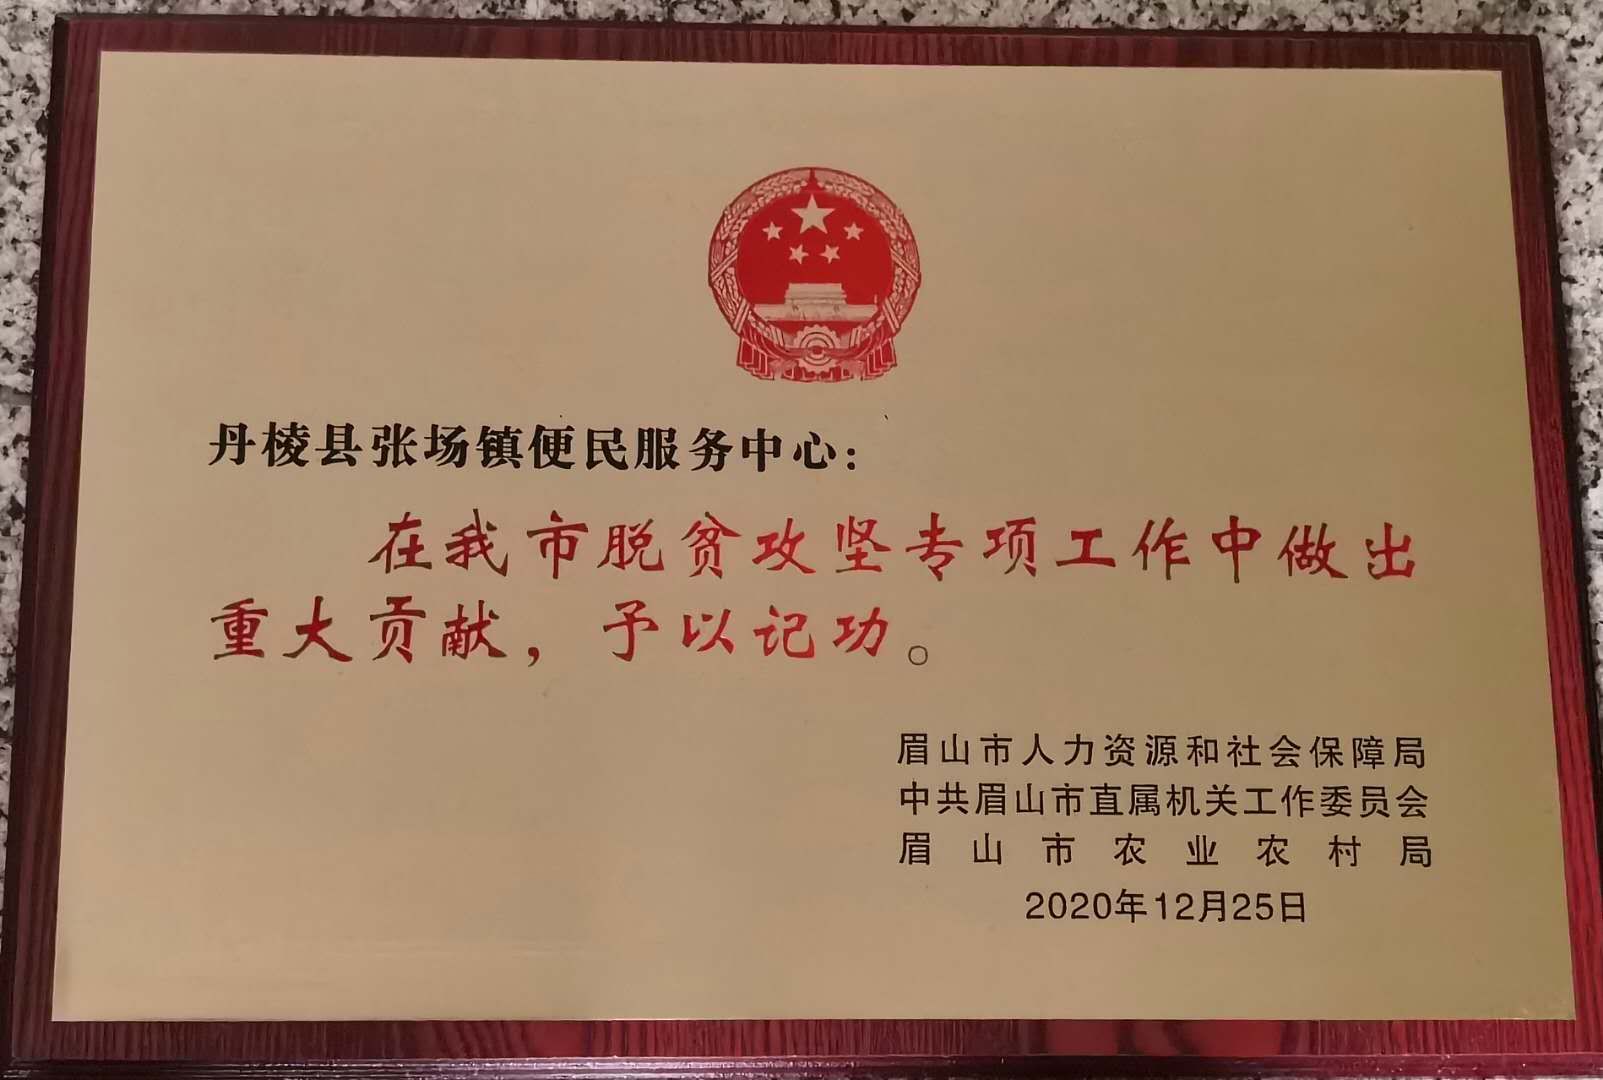 丹棱县张场镇便民服务中心：
在我市脱贫攻坚专项工作中做出
重大贡献，予以记功。
眉山市人力资源和社会保障局
中共眉山市直属机关工作委员会
眉山市农业农村局
2020年12月25日